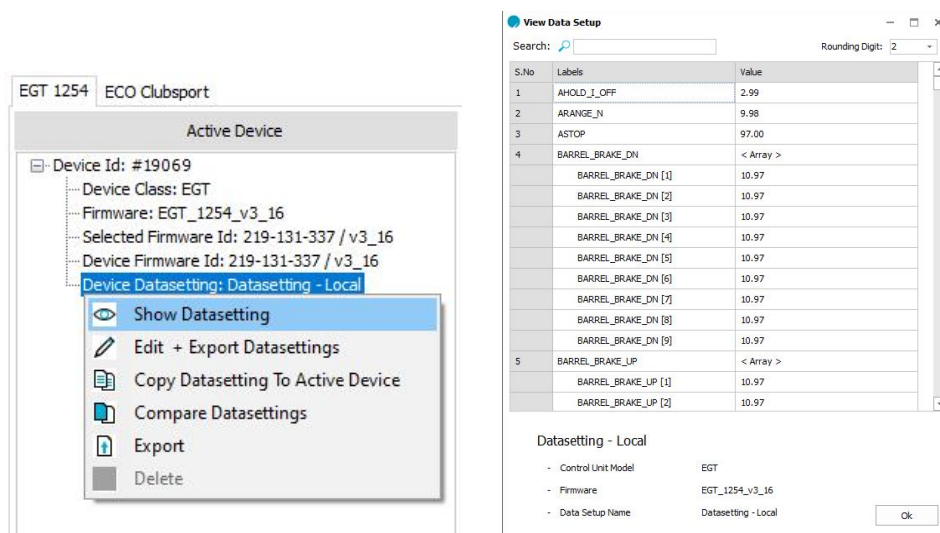 EGT 1254 ECO Clubsport
Active Device
Device Id: #19069
Device Class: EGT
Firmware: EGT_1254_v3_16
Selected Firmware Id: 219-131-337 / v3_16
Device Firmware Id: 219-131-337 / v3_16
Device Datasetting: Datasetting - Local
Show Datasetting
Edit + Export Datasettings
Copy Datasetting To Active Device
Compare Datasettings
Export
Delete
View Data Setup
Search: Rounding Digit: 2
S.No Labels Value
1 AHOLD_I_OFF 2.99
2 ARANGE_N 9.98
3 ASTOP 97.00
4 BARREL_BRAKE_DN < Array >
BARREL_BRAKE_DN [1] 10.97
BARREL_BRAKE_DN [2] 10.97
BARREL_BRAKE_DN [3] 10.97
BARREL_BRAKE_DN [4] 10.97
BARREL_BRAKE_DN [5] 10.97
BARREL_BRAKE_DN [6] 10.97
BARREL_BRAKE_DN [7] 10.97
BARREL_BRAKE_DN [8] 10.97
BARREL_BRAKE_DN [9] 10.97
5 BARREL_BRAKE_UP < Array >
BARREL_BRAKE_UP [1] 10.97
BARREL_BRAKE_UP [2] 10.97
Datasetting - Local
- Control Unit Model EGT
- Firmware EGT_1254_v3_16
- Data Setup Name Datasetting - Local
Ok